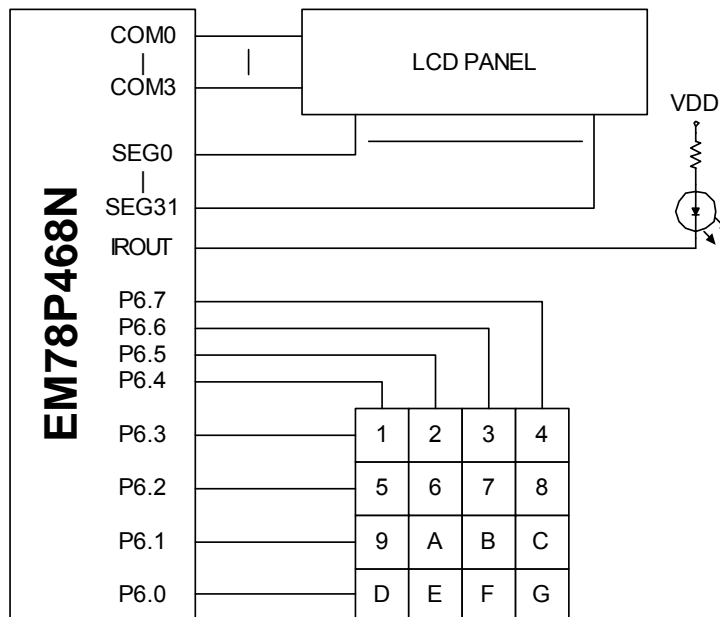 EM78P468N
COM0
COM3
SEG0
SEG31
IROUT
P6.7
P6.6
P6.5
P6.4
P6.3
P6.2
P6.1
P6.0
LCD PANEL
VDD
1 2 3 4
5 6 7 8
9 A B C
D E F G